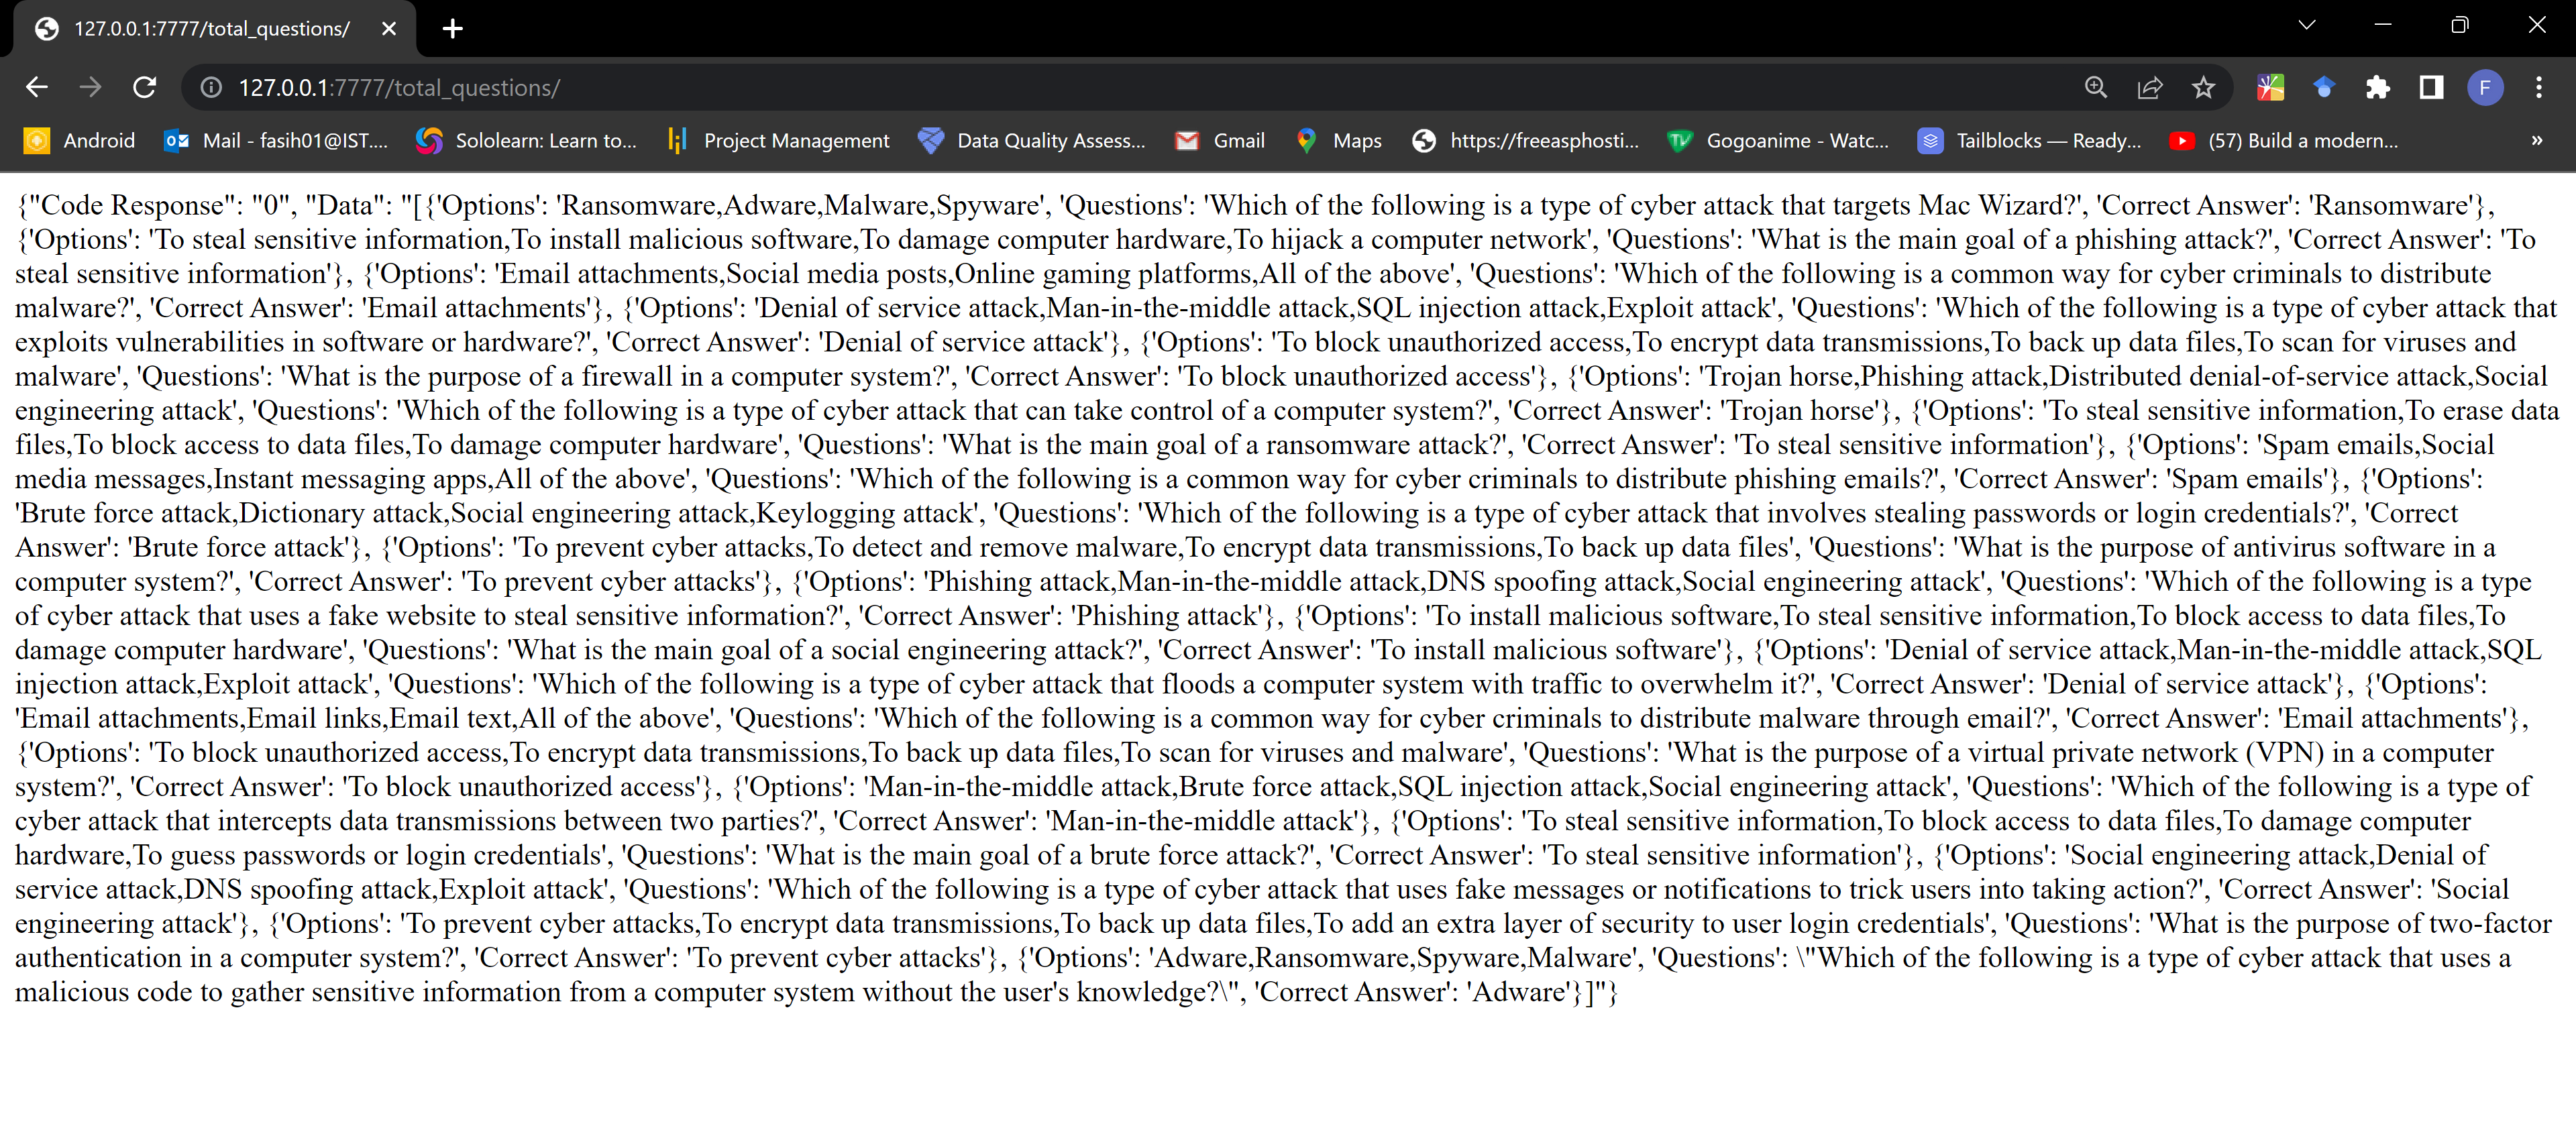 127.0.0.1:7777/total_questions/
127.0.0.1:7777/total_questions/
F
Android
Mail - fasih01@IST....
Sololearn: Learn to...
Project Management
Data Quality Assess...
Gmail
Maps
https://freeasphosti...
Gogoanime - Watc...
Tailblocks — Ready...
(57) Build a modern...
»
{"Code Response": "0", "Data": "[{'Options': 'Ransomware,Adware,Malware,Spyware', 'Questions': 'Which of the following is a type of cyber attack that targets Mac Wizard?', 'Correct Answer': 'Ransomware'},
{'Options': 'To steal sensitive information,To install malicious software,To damage computer hardware,To hijack a computer network', 'Questions': 'What is the main goal of a phishing attack?', 'Correct Answer': 'To
steal sensitive information'}, {'Options': 'Email attachments,Social media posts,Online gaming platforms,All of the above', 'Questions': 'Which of the following is a common way for cyber criminals to distribute
malware?', 'Correct Answer': 'Email attachments'}, {'Options': 'Denial of service attack,Man-in-the-middle attack,SQL injection attack,Exploit attack', 'Questions': 'Which of the following is a type of cyber attack that
exploits vulnerabilities in software or hardware?', 'Correct Answer': 'Denial of service attack'}, {'Options': 'To block unauthorized access,To encrypt data transmissions,To back up data files,To scan for viruses and
malware', 'Questions': 'What is the purpose of a firewall in a computer system?', 'Correct Answer': 'To block unauthorized access'}, {'Options': 'Trojan horse,Phishing attack,Distributed denial-of-service attack,Social
engineering attack', 'Questions': 'Which of the following is a type of cyber attack that can take control of a computer system?', 'Correct Answer': 'Trojan horse'}, {'Options': 'To steal sensitive information,To erase data
files,To block access to data files,To damage computer hardware', 'Questions': 'What is the main goal of a ransomware attack?', 'Correct Answer': 'To steal sensitive information'}, {'Options': 'Spam emails,Social
media messages,Instant messaging apps,All of the above', 'Questions': 'Which of the following is a common way for cyber criminals to distribute phishing emails?', 'Correct Answer': 'Spam emails'}, {'Options':
'Brute force attack,Dictionary attack,Social engineering attack,Keylogging attack', 'Questions': 'Which of the following is a type of cyber attack that involves stealing passwords or login credentials?', 'Correct
Answer': 'Brute force attack'}, {'Options': 'To prevent cyber attacks,To detect and remove malware,To encrypt data transmissions,To back up data files', 'Questions': 'What is the purpose of antivirus software in a
computer system?', 'Correct Answer': 'To prevent cyber attacks'}, {'Options': 'Phishing attack,Man-in-the-middle attack,DNS spoofing attack,Social engineering attack', 'Questions': 'Which of the following is a type
of cyber attack that uses a fake website to steal sensitive information?', 'Correct Answer': 'Phishing attack'}, {'Options': 'To install malicious software,To steal sensitive information,To block access to data files,To
damage computer hardware', 'Questions': 'What is the main goal of a social engineering attack?', 'Correct Answer': 'To install malicious software'}, {'Options': 'Denial of service attack,Man-in-the-middle attack,SQL
injection attack,Exploit attack', 'Questions': 'Which of the following is a type of cyber attack that floods a computer system with traffic to overwhelm it?', 'Correct Answer': 'Denial of service attack'}, {'Options':
'Email attachments,Email links,Email text,All of the above', 'Questions': 'Which of the following is a common way for cyber criminals to distribute malware through email?', 'Correct Answer': 'Email attachments'},
{'Options': 'To block unauthorized access,To encrypt data transmissions,To back up data files,To scan for viruses and malware', 'Questions': 'What is the purpose of a virtual private network (VPN) in a computer
system?', 'Correct Answer': 'To block unauthorized access'}, {'Options': 'Man-in-the-middle attack,Brute force attack,SQL injection attack,Social engineering attack', 'Questions': 'Which of the following is a type of
cyber attack that intercepts data transmissions between two parties?', 'Correct Answer': 'Man-in-the-middle attack'}, {'Options': 'To steal sensitive information,To block access to data files,To damage computer
hardware,To guess passwords or login credentials', 'Questions': 'What is the main goal of a brute force attack?', 'Correct Answer': 'To steal sensitive information'}, {'Options': 'Social engineering attack,Denial of
service attack,DNS spoofing attack,Exploit attack', 'Questions': 'Which of the following is a type of cyber attack that uses fake messages or notifications to trick users into taking action?', 'Correct Answer': 'Social
engineering attack'}, {'Options': 'To prevent cyber attacks,To encrypt data transmissions,To back up data files,To add an extra layer of security to user login credentials', 'Questions': 'What is the purpose of two-factor
authentication in a computer system?', 'Correct Answer': 'To prevent cyber attacks'}, {'Options': 'Adware,Ransomware,Spyware,Malware', 'Questions': \"Which of the following is a type of cyber attack that uses a
malicious code to gather sensitive information from a computer system without the user's knowledge?\", 'Correct Answer': 'Adware'}]"}